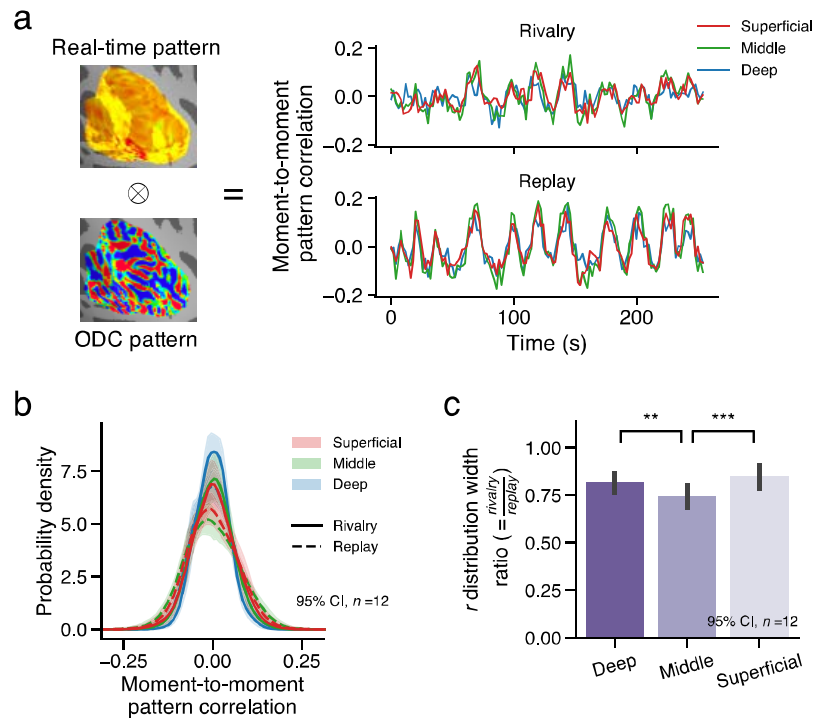 a
Real-time pattern
⊗
ODC pattern
=
Moment-to-moment
pattern correlation
Rivalry
0.2
0.0
−0.2
Superficial
Middle
Deep
Replay
0.2
0.0
−0.2
0
100
200
Time (s)
b
Probability density
7.5
5.0
2.5
0.0
Superficial
Middle
Deep
Rivalry
Replay
95% CI, n =12
−0.25
0.00
0.25
Moment-to-moment
pattern correlation
c
r distribution width
ratio (= rivalry/replay)
1.00
0.75
0.50
0.25
0.00
**
***
95% CI, n =12
Deep
Middle
Superficial